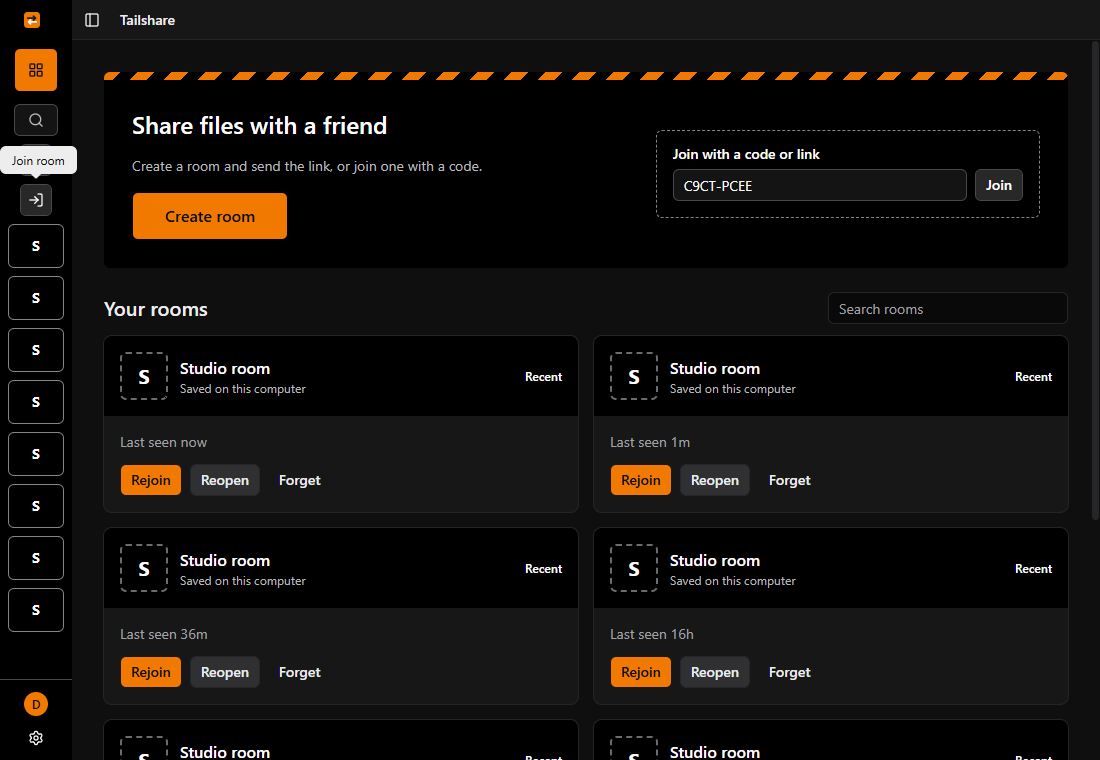 Tailshare
Join room
S
S
S
S
S
S
S
S
D
Share files with a friend
Create a room and send the link, or join one with a code.
Create room
Join with a code or link
C9CT-PCEE
Join
Your rooms
Search rooms
S
Studio room
Saved on this computer
Recent
Last seen now
Rejoin
Reopen
Forget
S
Studio room
Saved on this computer
Recent
Last seen 1m
Rejoin
Reopen
Forget
S
Studio room
Saved on this computer
Recent
Last seen 36m
Rejoin
Reopen
Forget
S
Studio room
Saved on this computer
Recent
Last seen 16h
Rejoin
Reopen
Forget
S
Studio room
Recent
S
Studio room
Recent